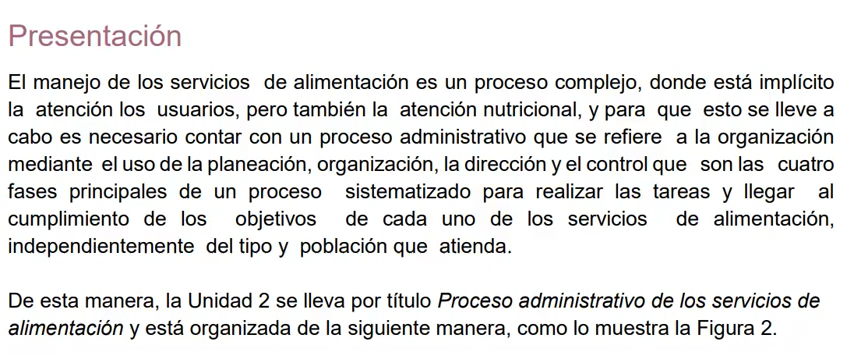 Presentación
El manejo de los servicios de alimentación es un proceso complejo, donde está implícito
la atención los usuarios, pero también la atención nutricional, y para que esto se lleve a
cabo es necesario contar con un proceso administrativo que se refiere a la organización
mediante el uso de la planeación, organización, la dirección y el control que son las cuatro
fases principales de un proceso sistematizado para realizar las tareas y llegar al
cumplimiento de los objetivos de cada uno de los servicios de alimentación,
independientemente del tipo y población que atienda.
De esta manera, la Unidad 2 se lleva por título Proceso administrativo de los servicios de
alimentación y está organizada de la siguiente manera, como lo muestra la Figura 2.